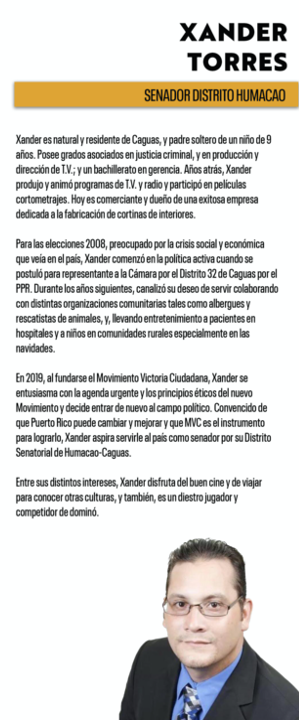 XANDER
TORRES
SENADOR DISTRITO HUMACAO
Xander es natural y residente de Caguas, y padre soltero de un niño de 9
años. Posee grados asociados en justicia criminal, y en producción y
dirección de T.V.; y un bachillerato en gerencia. Años atrás, Xander
produjo y animó programas de T.V. y radio y participó en películas
cortometrajes. Hoy es comerciante y dueño de una exitosa empresa
dedicada a la fabricación de cortinas de interiores.
Para las elecciones 2008, preocupado por la crisis social y económica
que veía en el país, Xander comenzó en la política activa cuando se
postuló para representante a la Cámara por el Distrito 32 de Caguas por el
PPR. Durante los años siguientes, canalizó su deseo de servir colaborando
con distintas organizaciones comunitarias tales como albergues y
rescatistas de animales, y, llevando entretenimiento a pacientes en
hospitales y a niños en comunidades rurales especialmente en las
navidades.
En 2019, al fundarse el Movimiento Victoria Ciudadana, Xander se
entusiasma con la agenda urgente y los principios éticos del nuevo
Movimiento y decide entrar de nuevo al campo político. Convencido de
que Puerto Rico puede cambiar y mejorar y que MVC es el instrumento
para lograrlo, Xander aspira servirle al país como senador por su Distrito
Senatorial de Humacao-Caguas.
Entre sus distintos intereses, Xander disfruta del buen cine y de viajar
para conocer otras culturas, y también, es un diestro jugador y
competidor de dominó.